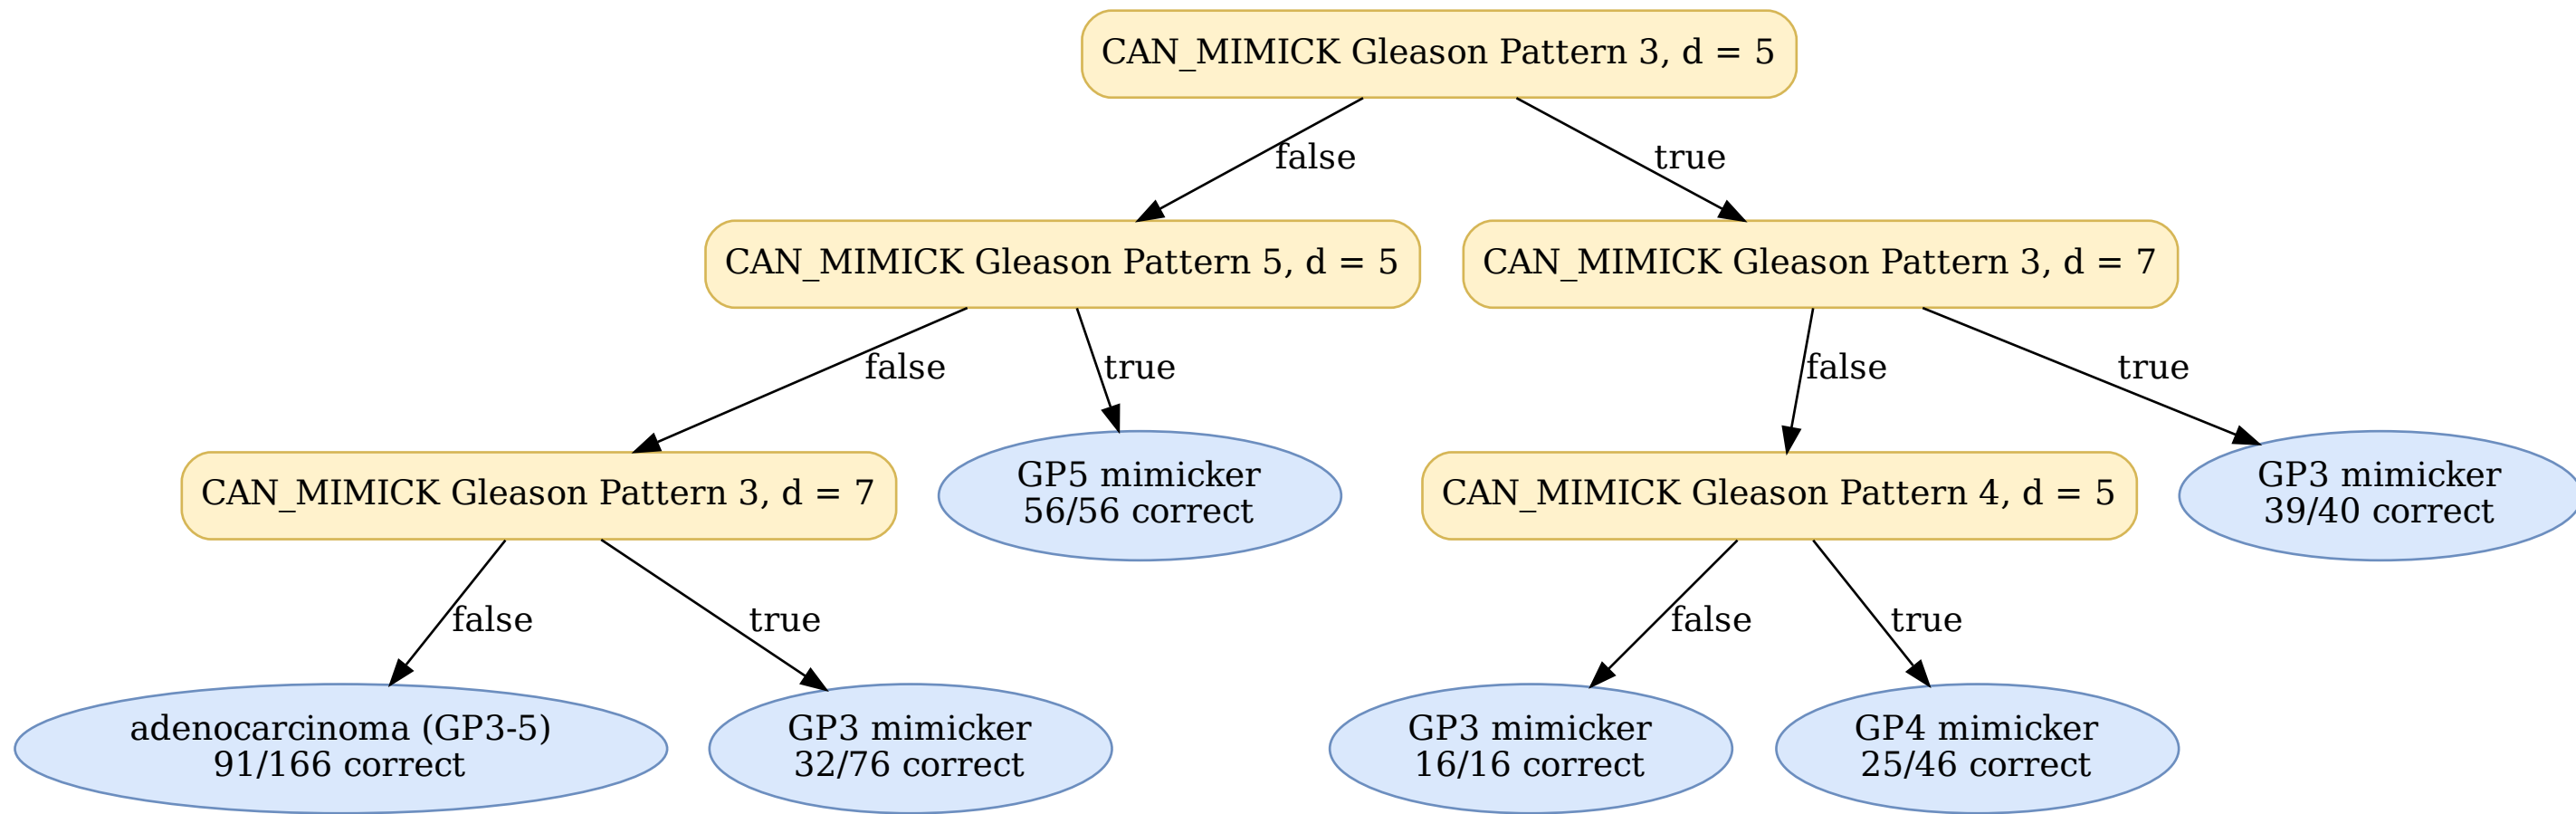 CAN_MIMICK Gleason Pattern 3, d = 5
false
true
CAN_MIMICK Gleason Pattern 5, d = 5
CAN_MIMICK Gleason Pattern 3, d = 7
false
true
false
true
CAN_MIMICK Gleason Pattern 3, d = 7
GP5 mimicker
56/56 correct
CAN_MIMICK Gleason Pattern 4, d = 5
GP3 mimicker
39/40 correct
false
true
false
true
adenocarcinoma (GP3-5)
91/166 correct
GP3 mimicker
32/76 correct
GP3 mimicker
16/16 correct
GP4 mimicker
25/46 correct